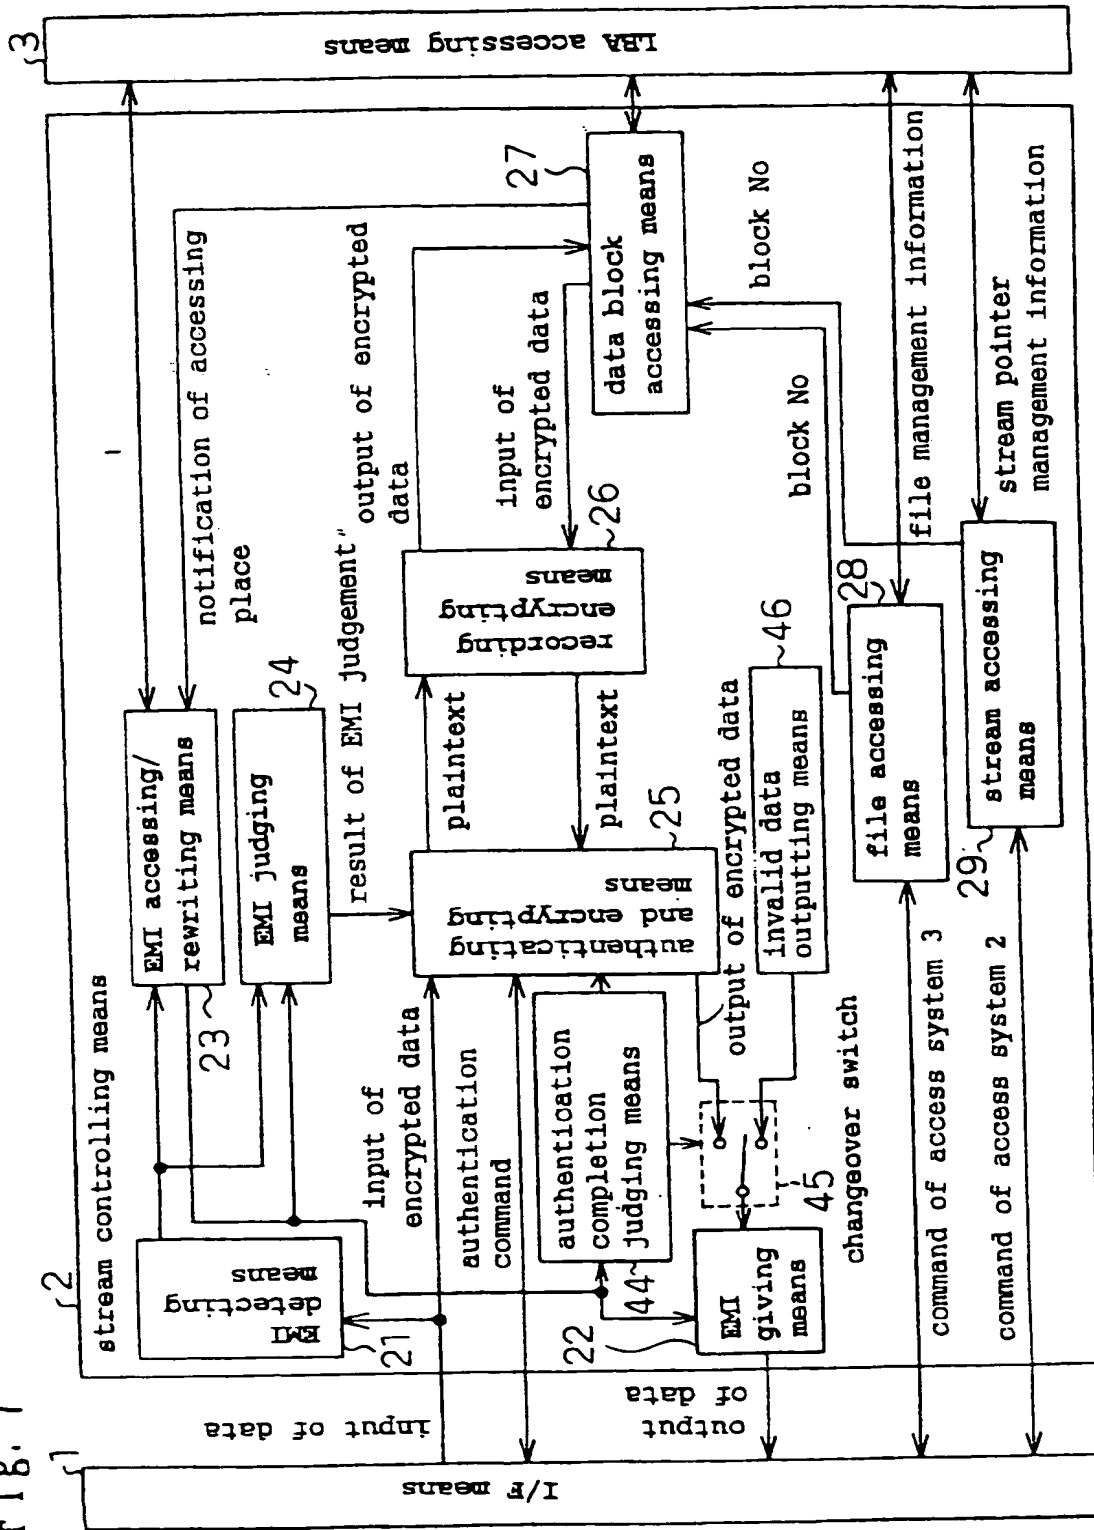 Fig. 7
1
I/F means
input of data
output
of data
2
stream controlling means
EMI
detecting
means
21
EMI accessing/
rewriting means
23
EMI judging
means
24
notification of accessing
place
result of EMI judgement
input of
encrypted data
authentication
command
authenticating
and encrypting
means
25
plaintext
plaintext
recording
encrypting
means
26
output of encrypted
data
input of
encrypted data
data block
accessing means
27
authentication
completion
judging means
44
EMI
giving
means
22
45
changeover switch
output of encrypted data
invalid data
outputting means
46
block No
block No
file accessing
means
28
file management information
stream accessing
means
29
stream pointer
management information
command of access system 3
command of access system 2
LBA accessing means
3